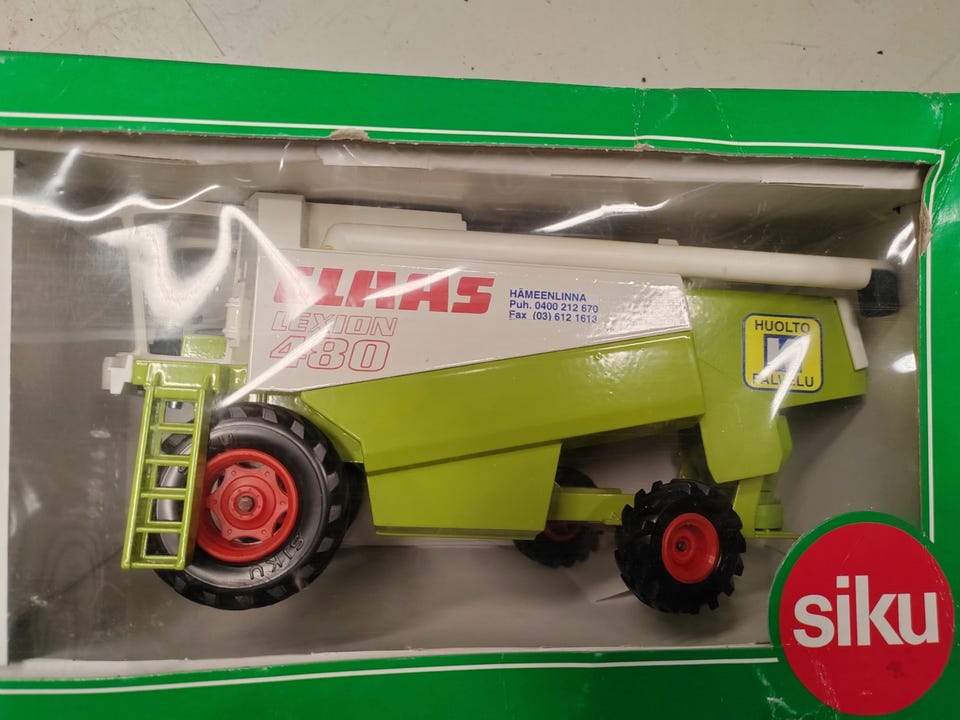 CLAAS
LEXION
480
HÄMEENLINNA
Puh. 0400 212 670
Fax (03) 612 1613
HUOLTO
PALVELU
SIKU
siku